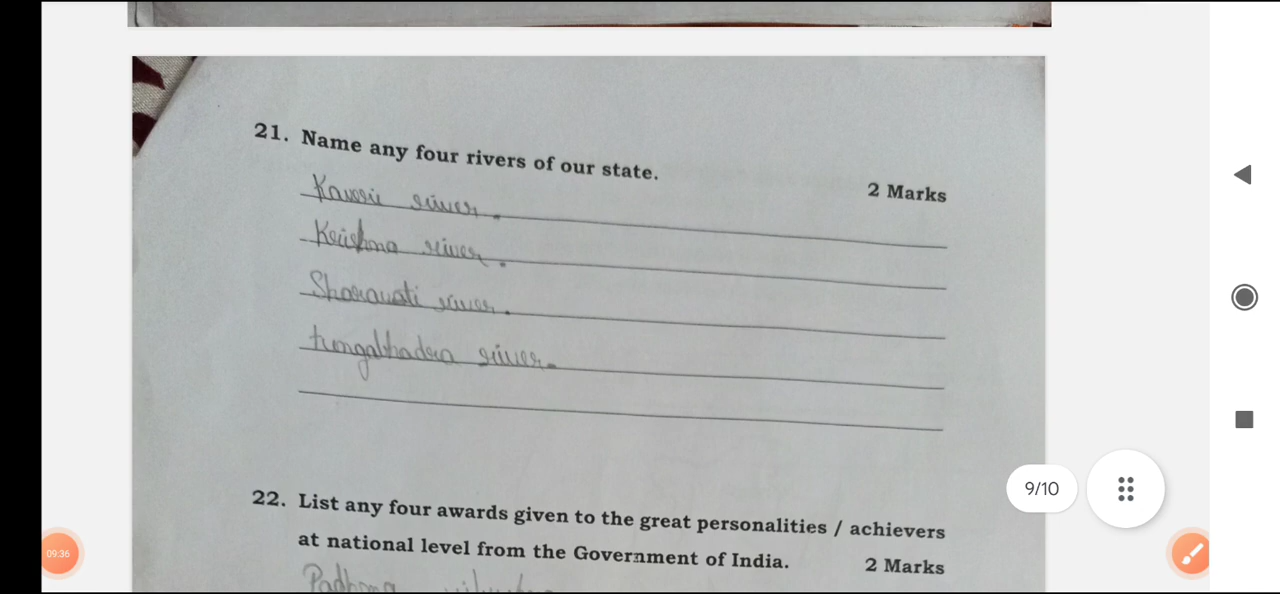 21. Name any four rivers of our state.
2 Marks
Kaveri river.
Krishna river.
Sharavati river.
tungabhadra river.
22. List any four awards given to the great personalities / achievers
at national level from the Government of India. 2 Marks
Padhma
9/10
09:36